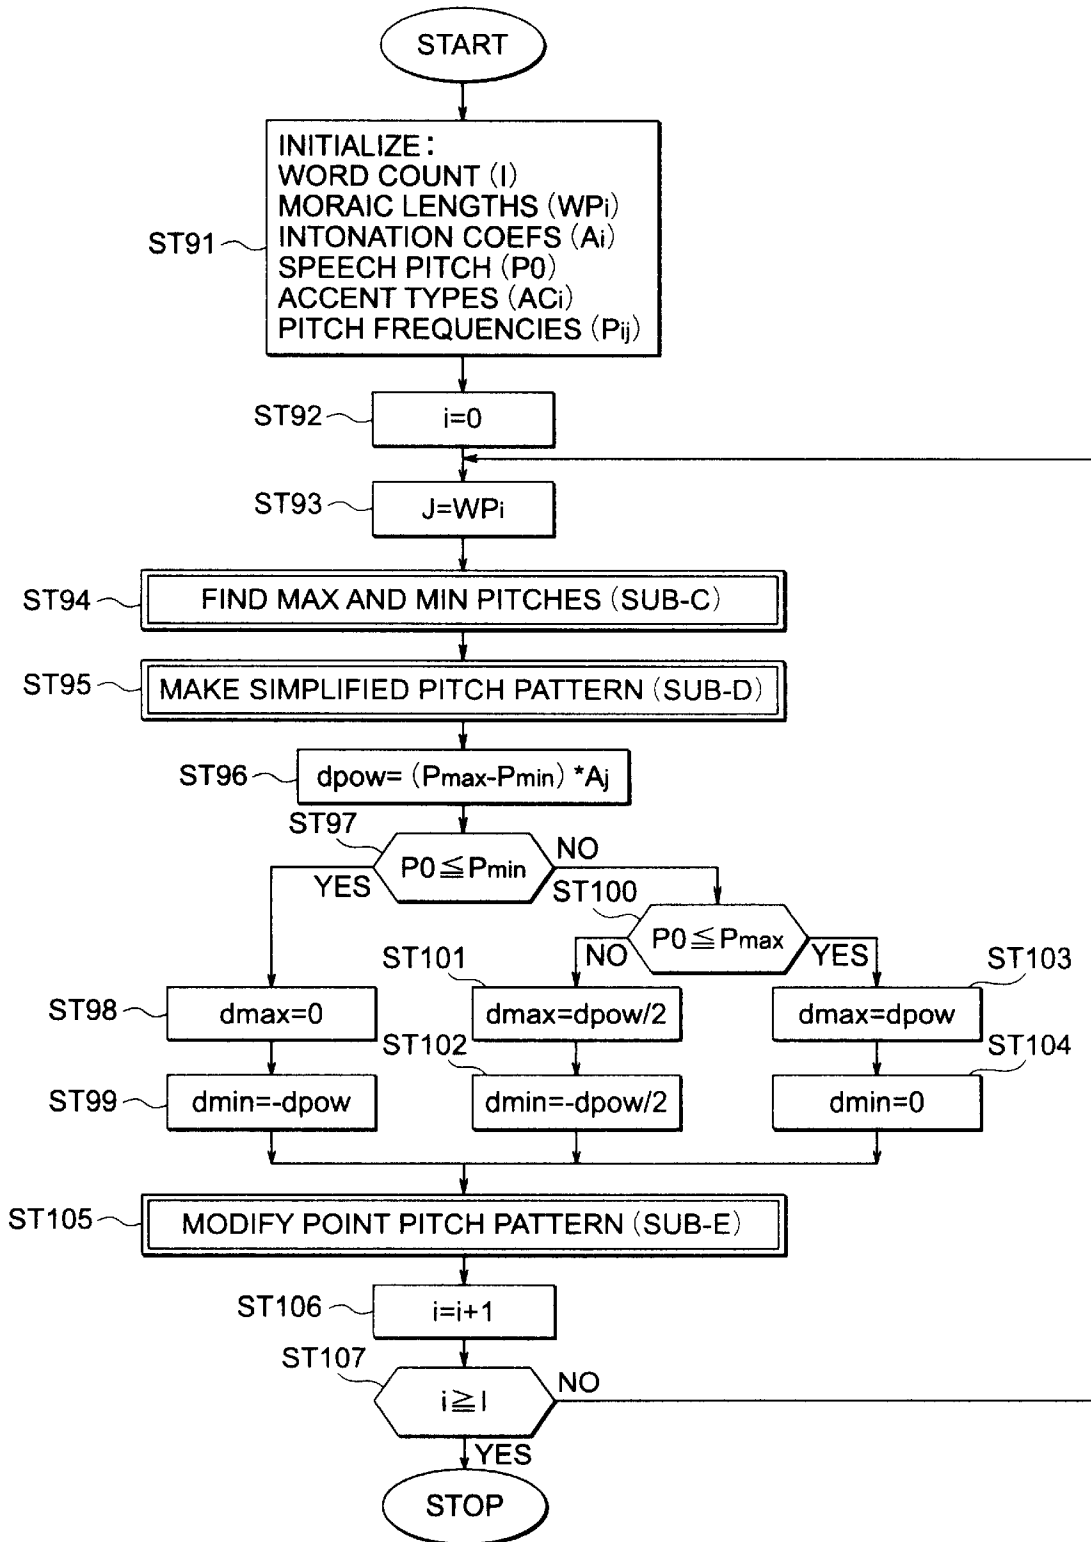 START
INITIALIZE:
WORD COUNT (I)
MORAIC LENGTHS (WPi)
ST91
INTONATION COEFS (Ai)
SPEECH PITCH (P0)
ACCENT TYPES (ACi)
PITCH FREQUENCIES (Pij)
ST92
i=0
ST93
J=WPi
ST94
FIND MAX AND MIN PITCHES (SUB-C)
ST95
MAKE SIMPLIFIED PITCH PATTERN (SUB-D)
ST96
dpow= (Pmax-Pmin) *Aj
ST97
P0≦Pmin
YES
NO
ST100
P0≦Pmax
NO
YES
ST98
dmax=0
ST101
dmax=dpow/2
ST103
dmax=dpow
ST99
dmin=-dpow
ST102
dmin=-dpow/2
ST104
dmin=0
ST105
MODIFY POINT PITCH PATTERN (SUB-E)
ST106
i=i+1
ST107
i≧I
NO
YES
STOP